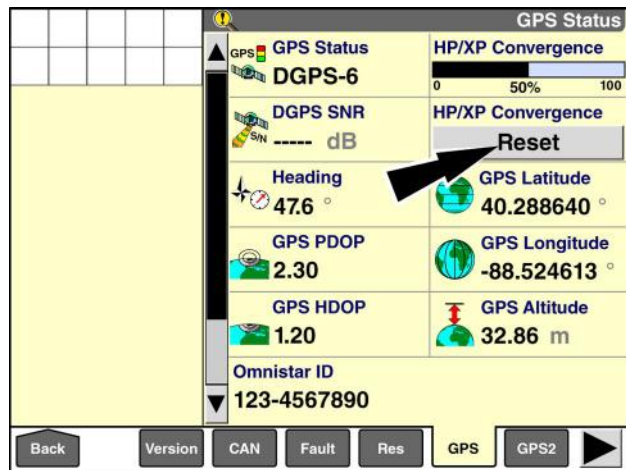 GPS Status
GPS GPS Status
DGPS-6
HP/XP Convergence
0 50% 100
DGPS SNR
S/N ----- dB
HP/XP Convergence
Reset
Heading
47.6 °
GPS Latitude
40.288640 °
GPS PDOP
2.30
GPS Longitude
-88.524613 °
GPS HDOP
1.20
GPS Altitude
32.86 m
Omnistar ID
123-4567890
Back Version CAN Fault Res GPS GPS2